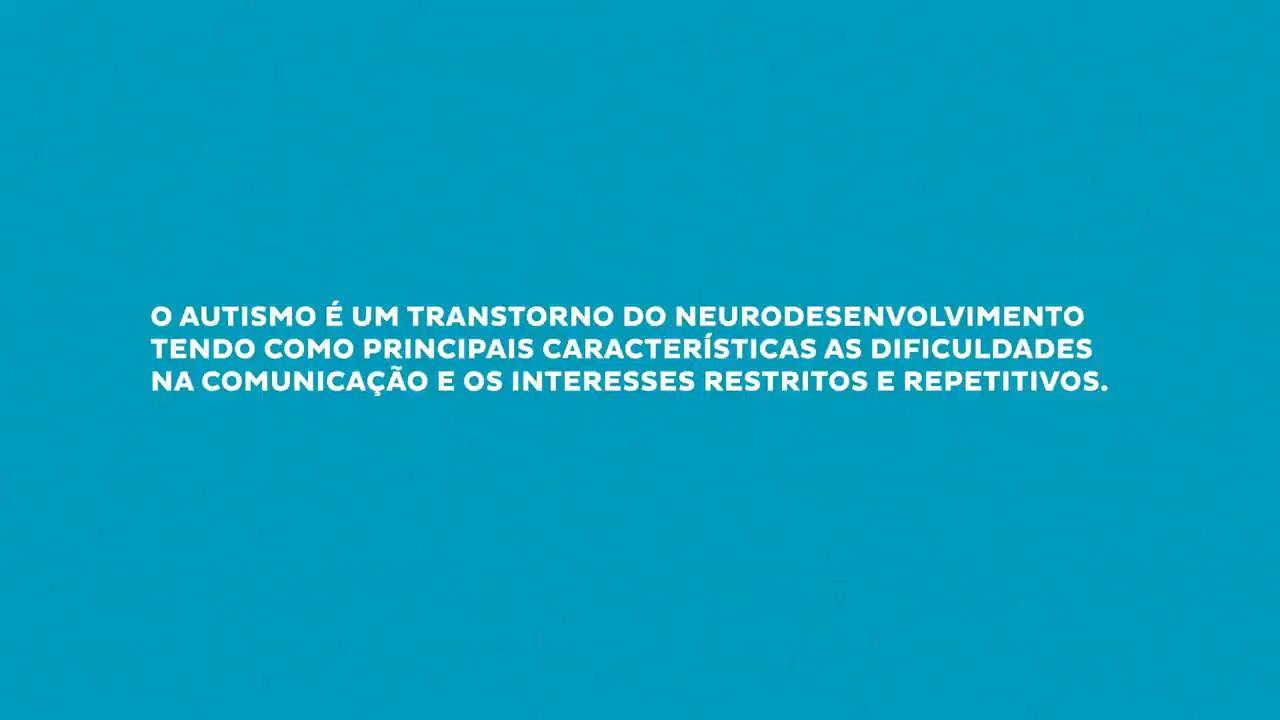 O AUTISMO É UM TRANSTORNO DO NEURODESENVOLVIMENTO
TENDO COMO PRINCIPAIS CARACTERÍSTICAS AS DIFICULDADES
NA COMUNICAÇÃO E OS INTERESSES RESTRITOS E REPETITIVOS.